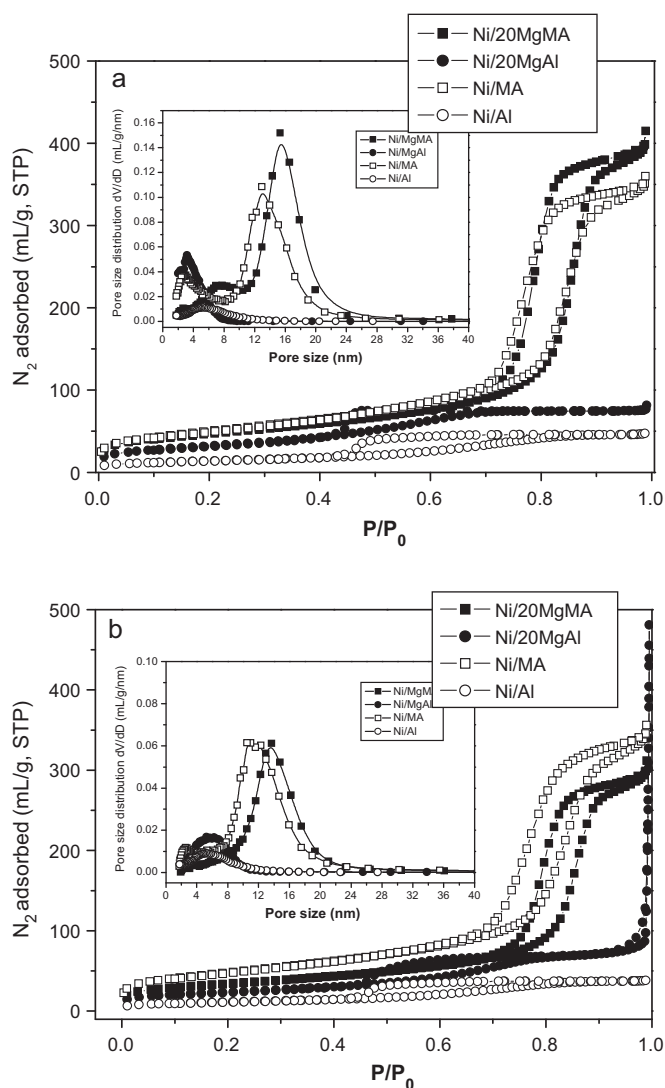 a
Ni/20MgMA
Ni/20MgAl
Ni/MA
Ni/Al
N2 adsorbed (mL/g, STP)
500
400
300
200
100
50
0
0.0 0.2 0.4 0.6 0.8 1.0
P/P0
Pore size distribution dV/dD (mL/g/nm)
0.16
0.14
0.12
0.10
0.08
0.06
0.04
0.02
0.00
0 4 8 12 16 20 24 28 32 36 40
Pore size (nm)
Ni/MgMA
Ni/MgAl
Ni/MA
Ni/Al
b
Ni/20MgMA
Ni/20MgAl
Ni/MA
Ni/Al
N2 adsorbed (mL/g, STP)
500
400
300
200
100
50
0
0.0 0.2 0.4 0.6 0.8 1.0
P/P0
Pore size distribution dV/dD (mL/g/nm)
0.10
0.08
0.06
0.04
0.02
0.00
0 4 8 12 16 20 24 28 32 36 40
Pore size (nm)
Ni/MgMA
Ni/MgAl
Ni/MA
Ni/Al